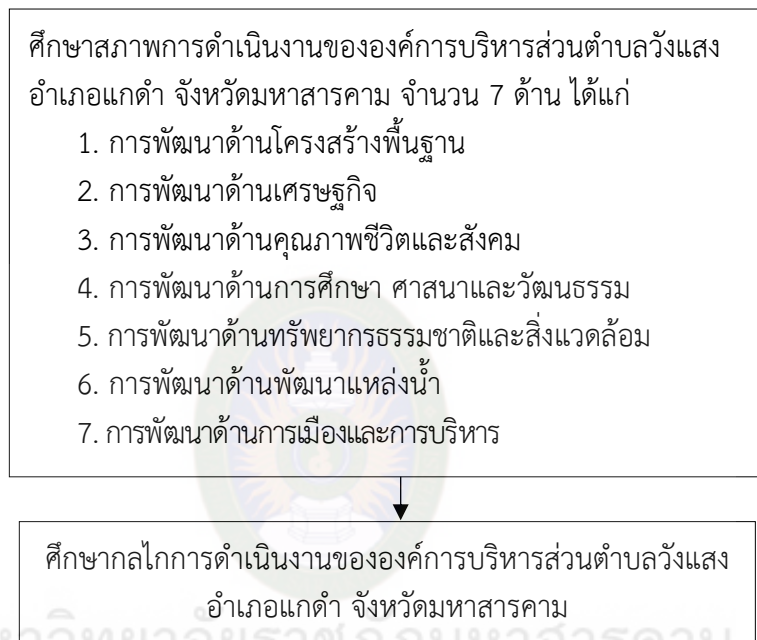 ศึกษาสภาพการดำเนินงานขององค์การบริหารส่วนตำบลวังแสง
อำเภอแกดำ จังหวัดมหาสารคาม จำนวน 7 ด้าน ได้แก่
1. การพัฒนาด้านโครงสร้างพื้นฐาน
2. การพัฒนาด้านเศรษฐกิจ
3. การพัฒนาด้านคุณภาพชีวิตและสังคม
4. การพัฒนาด้านการศึกษา ศาสนาและวัฒนธรรม
5. การพัฒนาด้านทรัพยากรธรรมชาติและสิ่งแวดล้อม
6. การพัฒนาด้านพัฒนาแหล่งน้ำ
7. การพัฒนาด้านการเมืองและการบริหาร
ศึกษากลไกการดำเนินงานขององค์การบริหารส่วนตำบลวังแสง
อำเภอแกดำ จังหวัดมหาสารคาม